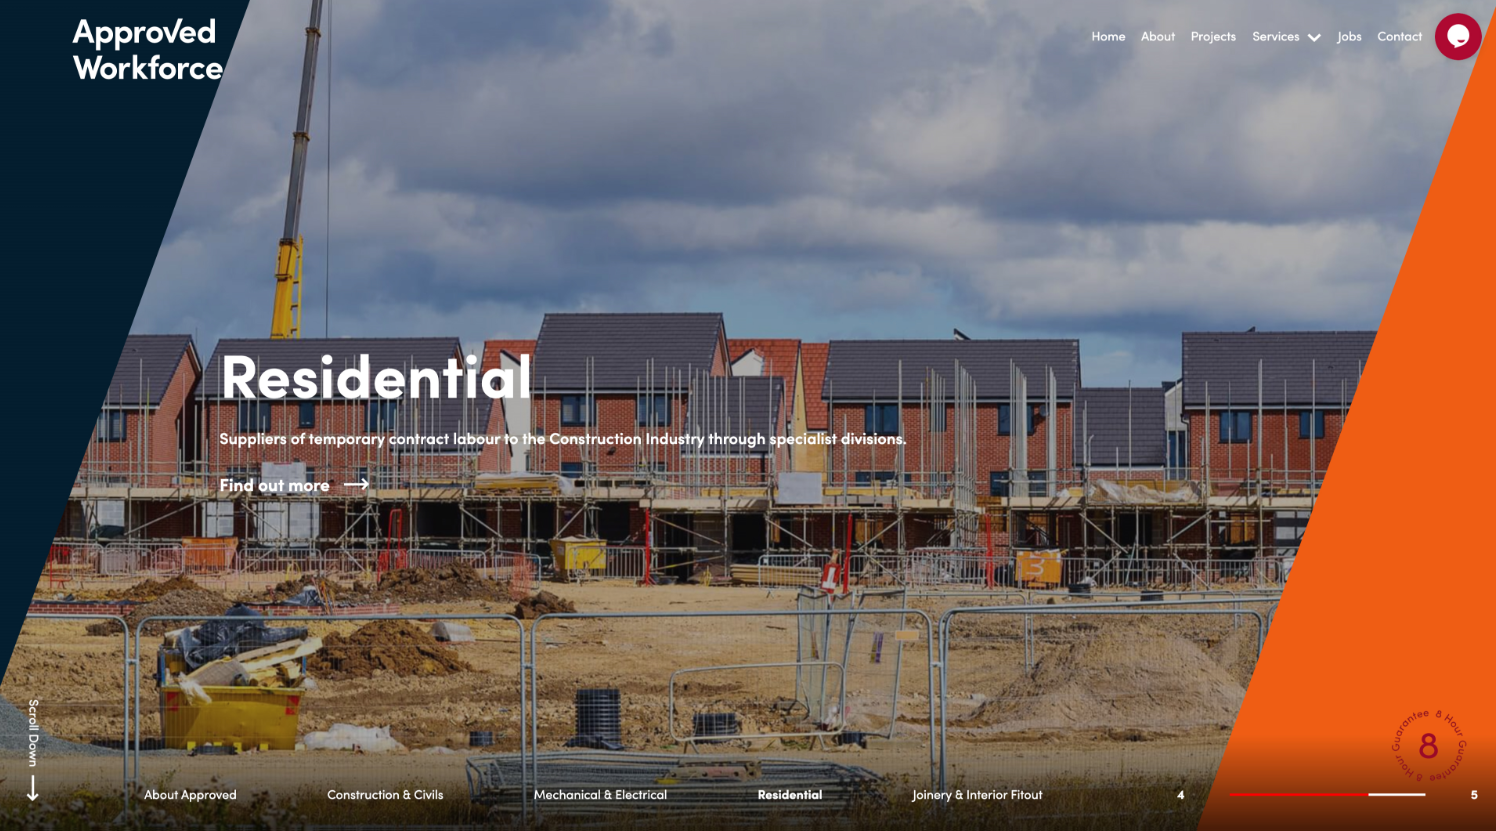 Approved
Workforce
Home About Projects Services Jobs Contact
Residential
Suppliers of temporary contract labour to the Construction Industry through specialist divisions.
Find out more
3
Scroll Down
8 Hour Guarantee 8 Hour Guarantee
8
About Approved Construction & Civils Mechanical & Electrical Residential Joinery & Interior Fitout 4 5